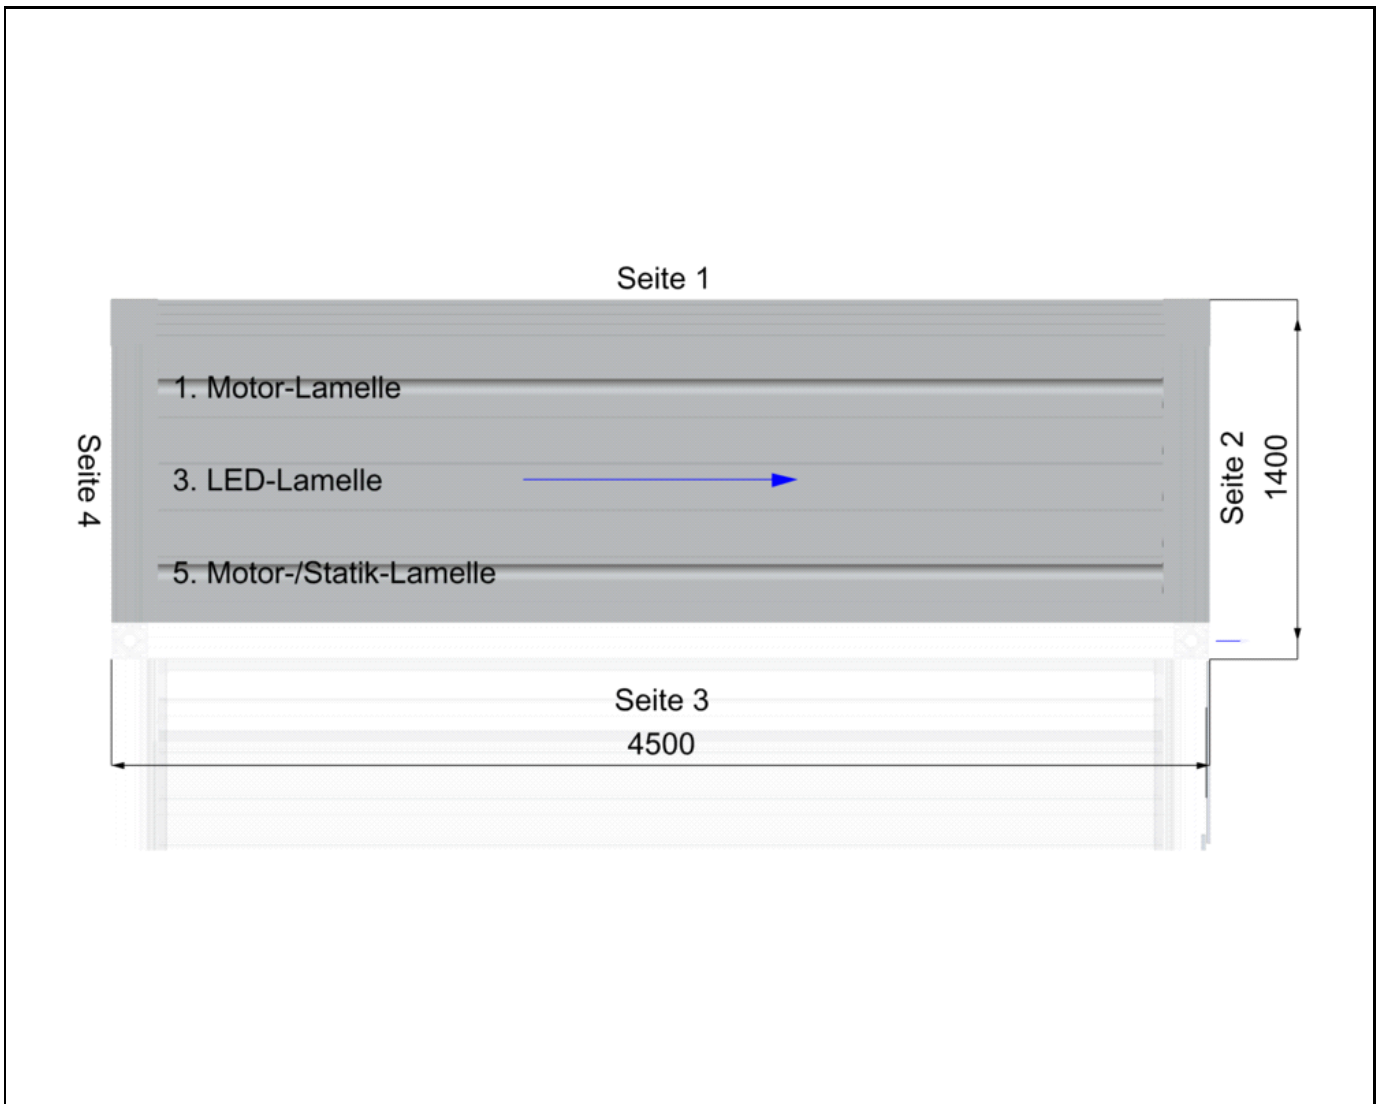 Seite 1
1. Motor-Lamelle
Seite 4
3. LED-Lamelle
Seite 2
1400
5. Motor-/Statik-Lamelle
Seite 3
4500